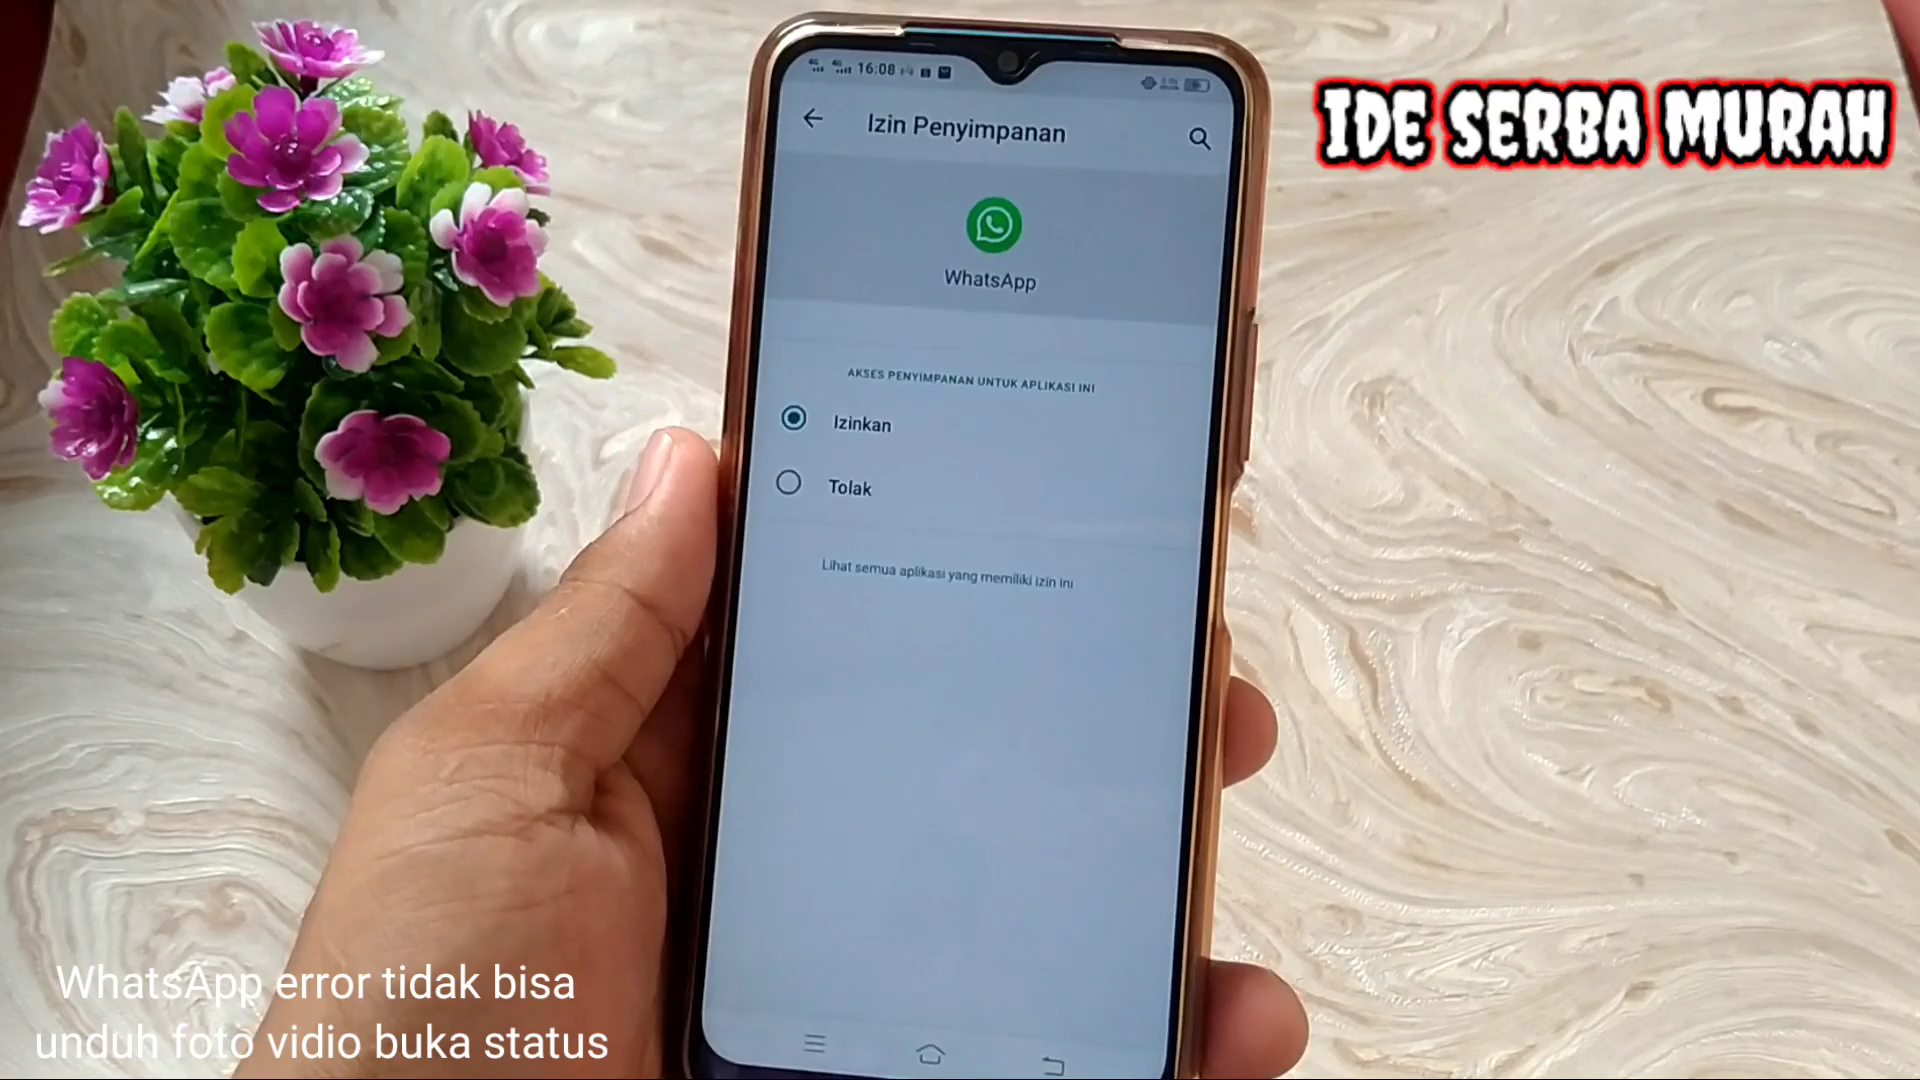 16:08
IDE SERBA MURAH
Izin Penyimpanan
WhatsApp
AKSES PENYIMPANAN UNTUK APLIKASI INI
Izinkan
Tolak
Lihat semua aplikasi yang memiliki izin ini
WhatsApp error tidak bisa
unduh foto vidio buka status